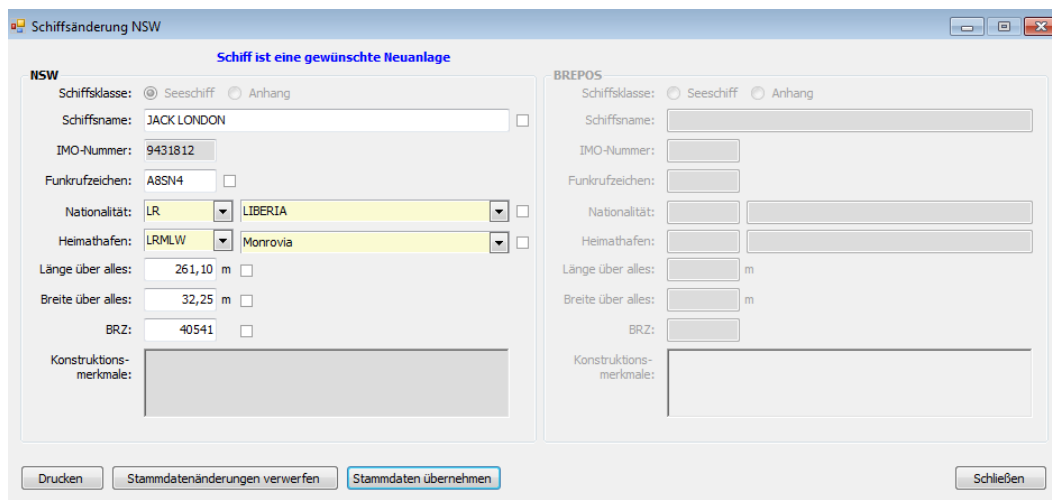 Schiffsänderung NSW
Schiff ist eine gewünschte Neuanlage
NSW
Schiffsklasse: Seeschiff Anhang
Schiffsname: JACK LONDON
IMO-Nummer: 9431812
Funkrufzeichen: A8SN4
Nationalität: LR LIBERIA
Heimathafen: LRMLW Monrovia
Länge über alles: 261,10 m
Breite über alles: 32,25 m
BRZ: 40541
Konstruktions-
merkmale:
BREPOS
Schiffsklasse: Seeschiff Anhang
Schiffsname:
IMO-Nummer:
Funkrufzeichen:
Nationalität:
Heimathafen:
Länge über alles: m
Breite über alles: m
BRZ:
Konstruktions-
merkmale:
Drucken Stammdatenänderungen verwerfen Stammdaten übernehmen Schließen